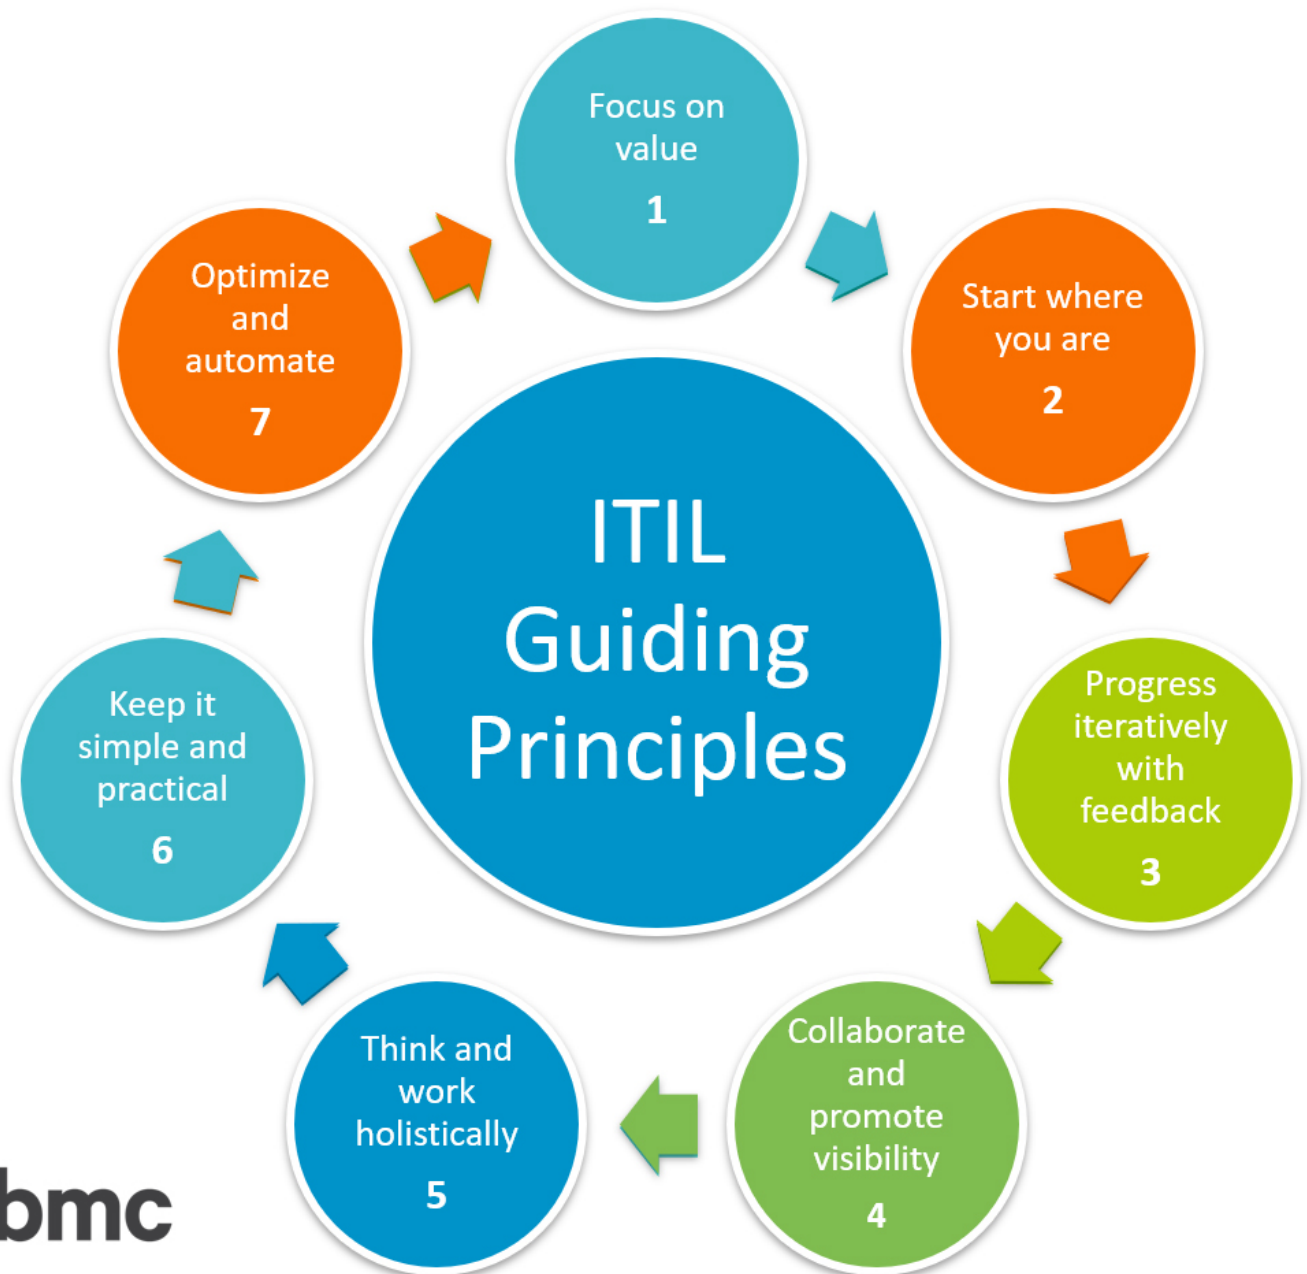 Focus on
value
1
Start where
you are
2
Progress
iteratively
with
feedback
3
Collaborate
and
promote
visibility
4
Think and
work
holistically
5
Keep it
simple and
practical
6
Optimize
and
automate
7
ITIL
Guiding
Principles
bmc